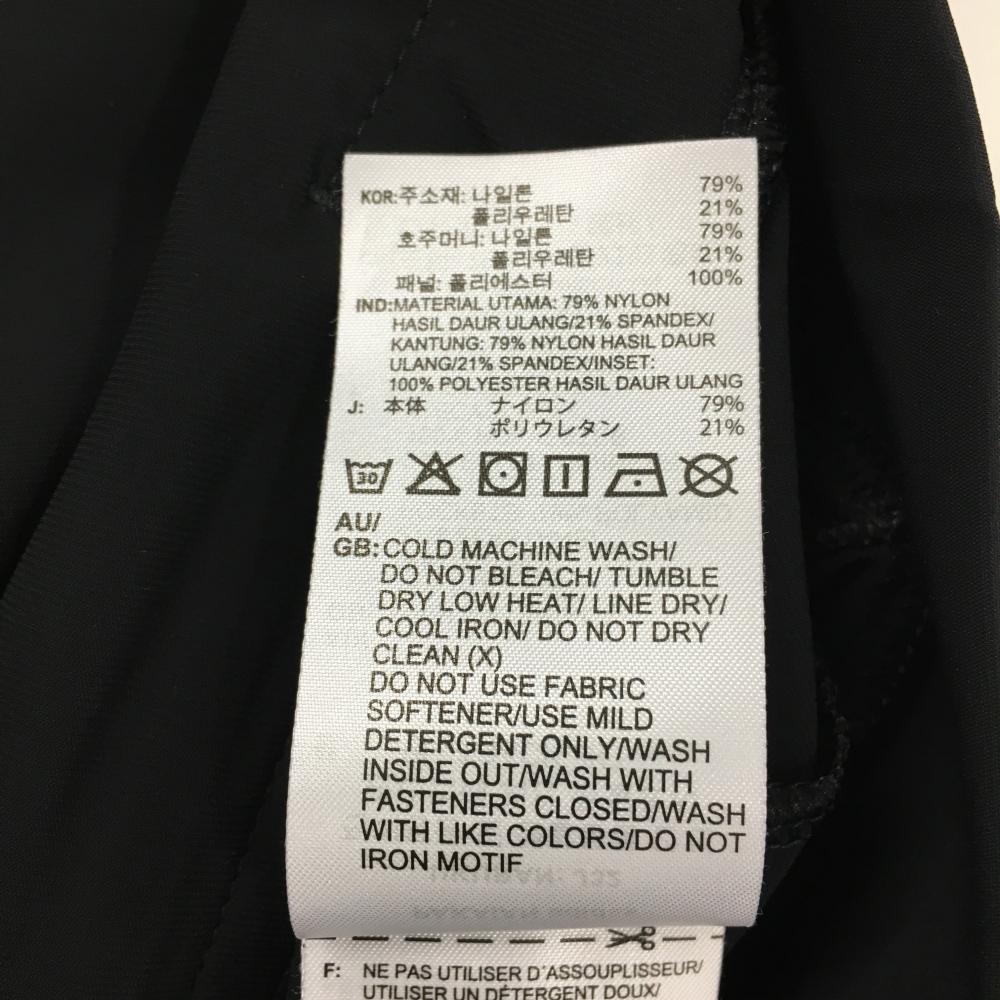 KOR:주소재: 나일론 79%
폴리우레탄 21%
호주머니: 나일론 79%
폴리우레탄 21%
패널: 폴리에스터 100%
IND:MATERIAL UTAMA: 79% NYLON
HASIL DAUR ULANG/21% SPANDEX/
KANTUNG: 79% NYLON HASIL DAUR
ULANG/21% SPANDEX/INSET:
100% POLYESTER HASIL DAUR ULANG
J: 本体 ナイロン 79%
ポリウレタン 21%
30
AU/
GB:COLD MACHINE WASH/
DO NOT BLEACH/ TUMBLE
DRY LOW HEAT/ LINE DRY/
COOL IRON/ DO NOT DRY
CLEAN (X)
DO NOT USE FABRIC
SOFTENER/USE MILD
DETERGENT ONLY/WASH
INSIDE OUT/WASH WITH
FASTENERS CLOSED/WASH
WITH LIKE COLORS/DO NOT
IRON MOTIF
F: NE PAS UTILISER D'ASSOUPLISSEUR/
UTILISER UN DÉTERGENT DOUX/